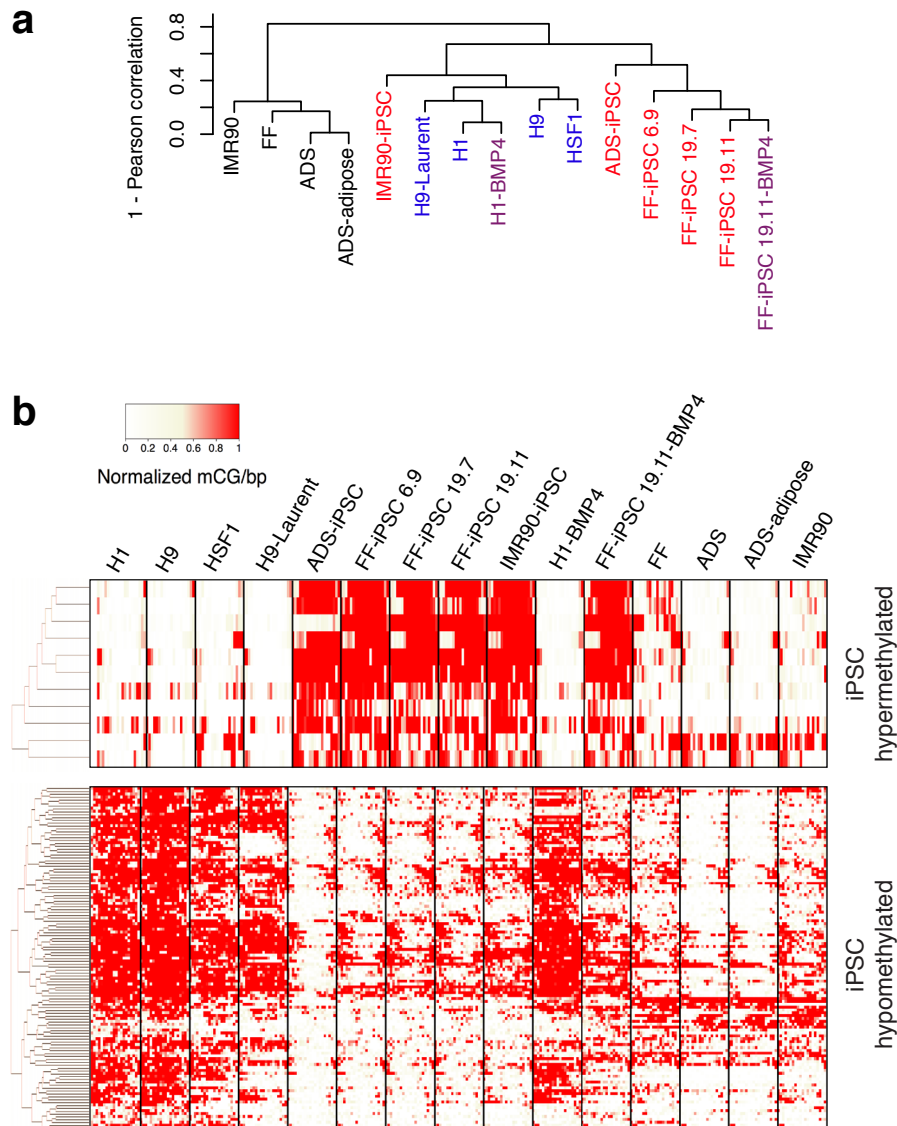 a
1 - Pearson correlation
0.8
0.4
0.0
IMR90
FF
ADS
ADS-adipose
IMR90-iPSC
H9-Laurent
H1
H1-BMP4
H9
HSF1
ADS-iPSC
FF-iPSC 6.9
FF-iPSC 19.7
FF-iPSC 19.11
FF-iPSC 19.11-BMP4
b
0 0.2 0.4 0.6 0.8 1
Normalized mCG/bp
H1
H9
HSF1
H9-Laurent
ADS-iPSC
FF-iPSC 6.9
FF-iPSC 19.7
FF-iPSC 19.11
IMR90-iPSC
H1-BMP4
FF-iPSC 19.11-BMP4
FF
ADS
ADS-adipose
IMR90
iPSC
hypermethylated
iPSC
hypomethylated